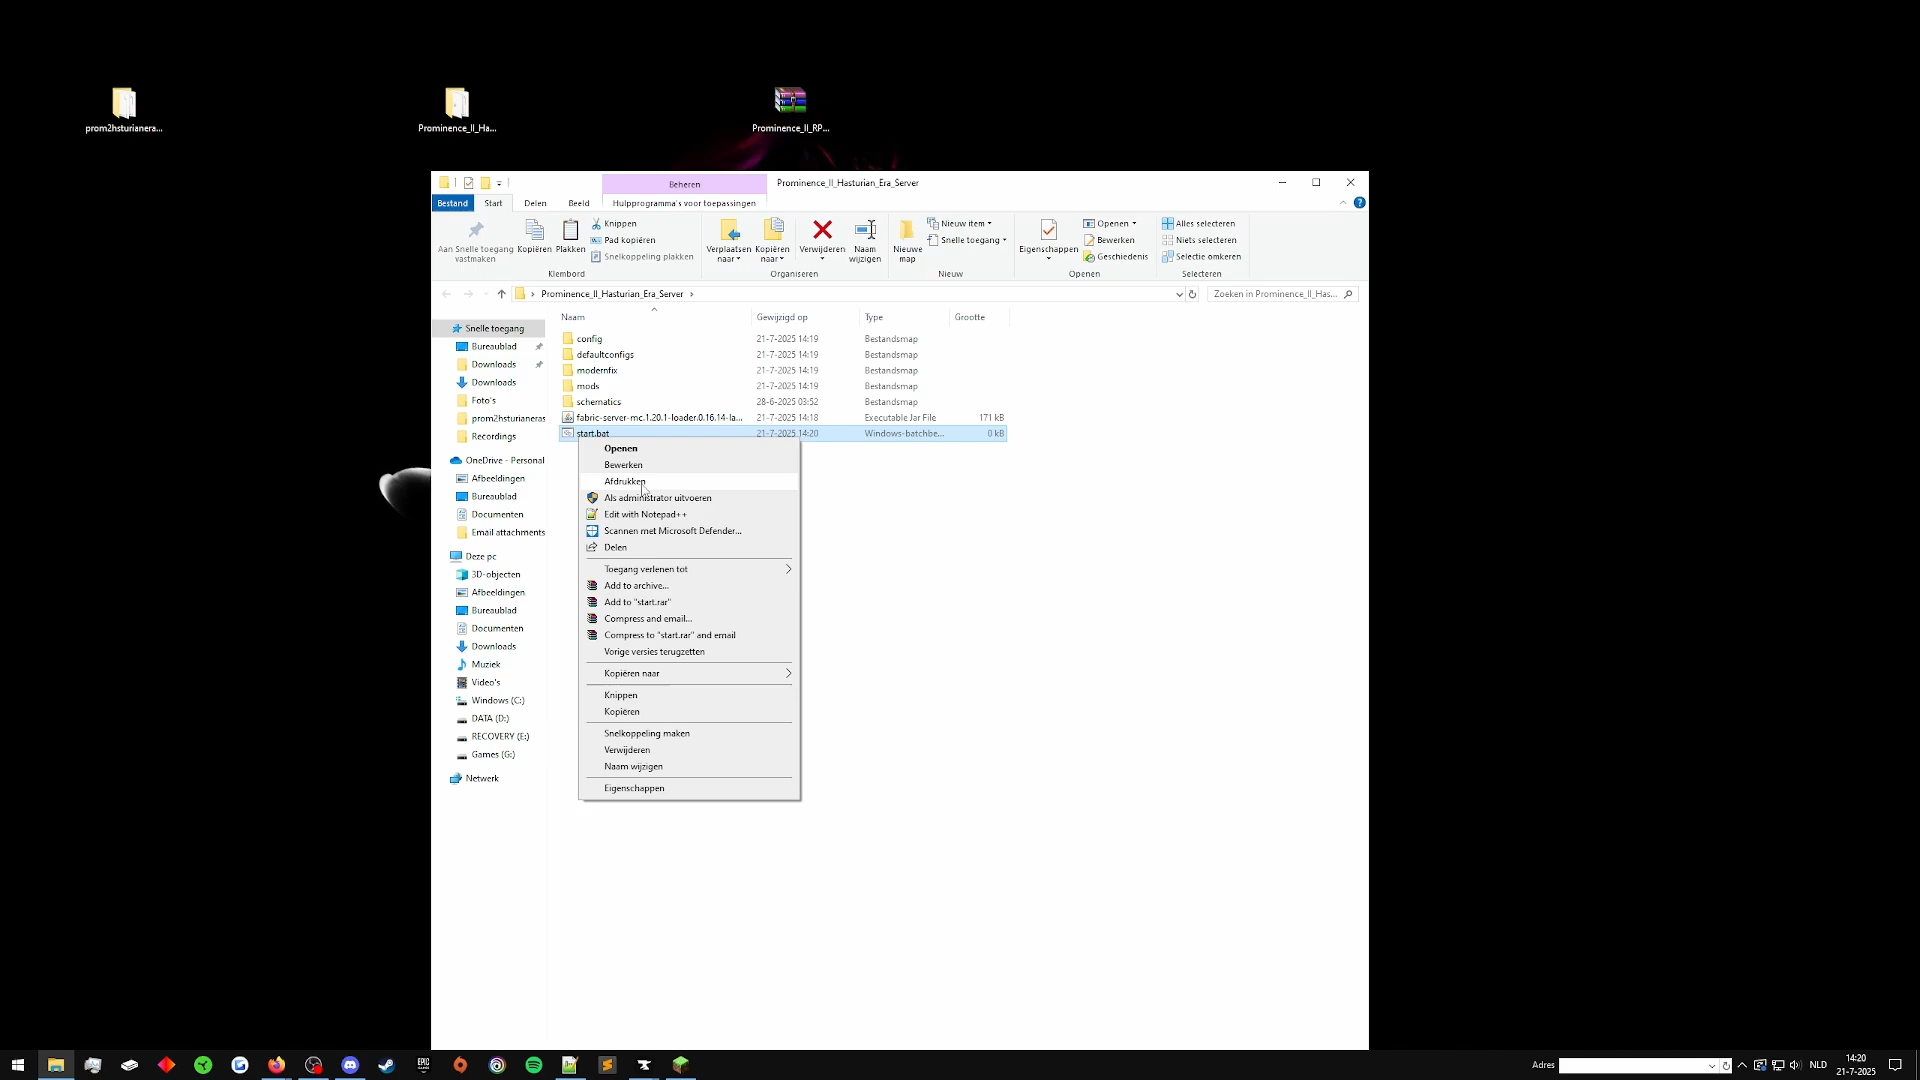 prom2hsturianera...
Prominence_II_Ha...
Prominence_II_RP...
Beheren
Prominence_II_Hasturian_Era_Server
Bestand
Start
Delen
Beeld
Hulpprogramma's voor toepassingen
Aan Snelle toegang
vastmaken
Kopiëren
Plakken
Knippen
Pad kopiëren
Snelkoppeling plakken
Klembord
Verplaatsen
naar
Kopiëren
naar
Verwijderen
Naam
wijzigen
Organiseren
Nieuwe
map
Nieuw item
Snelle toegang
Nieuw
Eigenschappen
Openen
Bewerken
Geschiedenis
Openen
Alles selecteren
Niets selecteren
Selectie omkeren
Selecteren
Prominence_II_Hasturian_Era_Server
Zoeken in Prominence_II_Has...
Naam
Gewijzigd op
Type
Grootte
config 21-7-2025 14:19 Bestandsmap
defaultconfigs 21-7-2025 14:19 Bestandsmap
modernfix 21-7-2025 14:19 Bestandsmap
mods 21-7-2025 14:19 Bestandsmap
schematics 28-6-2025 03:52 Bestandsmap
fabric-server-mc.1.20.1-loader.0.16.14-la... 21-7-2025 14:18 Executable Jar File 171 kB
start.bat 21-7-2025 14:20 Windows-batchbe... 0 kB
Snelle toegang
Bureaublad
Downloads
Downloads
Foto's
prom2hsturianeras
Recordings
OneDrive - Personal
Afbeeldingen
Bureaublad
Documenten
Email attachments
Deze pc
3D-objecten
Afbeeldingen
Bureaublad
Documenten
Downloads
Muziek
Video's
Windows (C:)
DATA (D:)
RECOVERY (E:)
Games (G:)
Netwerk
Openen
Bewerken
Afdrukken
Als administrator uitvoeren
Edit with Notepad++
Scannen met Microsoft Defender...
Delen
Toegang verlenen tot
Add to archive...
Add to "start.rar"
Compress and email...
Compress to "start.rar" and email
Vorige versies terugzetten
Kopiëren naar
Knippen
Kopiëren
Snelkoppeling maken
Verwijderen
Naam wijzigen
Eigenschappen
EPIC
GAMES
Adres
NLD
14:20
21-7-2025